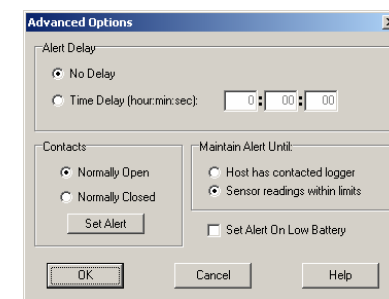 Advanced Options
Alert Delay
No Delay
Time Delay (hour:min:sec):
0 : 00 : 00
Contacts
Normally Open
Normally Closed
Set Alert
Maintain Alert Until:
Host has contacted logger
Sensor readings within limits
Set Alert On Low Battery
OK
Cancel
Help